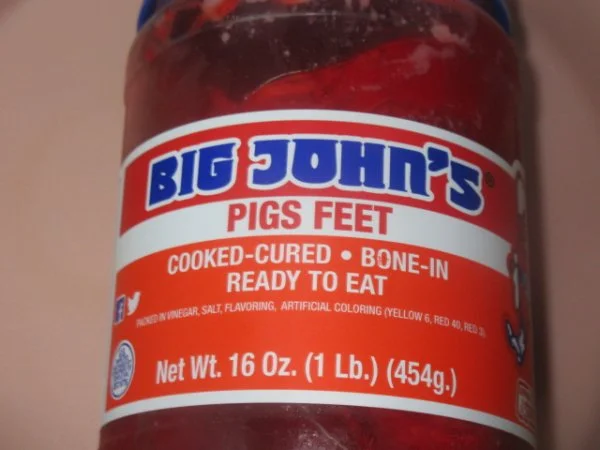 BIG JOHN'S®
PIGS FEET
COOKED-CURED • BONE-IN
READY TO EAT
PACKED IN VINEGAR, SALT, FLAVORING, ARTIFICIAL COLORING (YELLOW 6, RED 40, RED 3)
Net Wt. 16 Oz. (1 Lb.) (454g.)